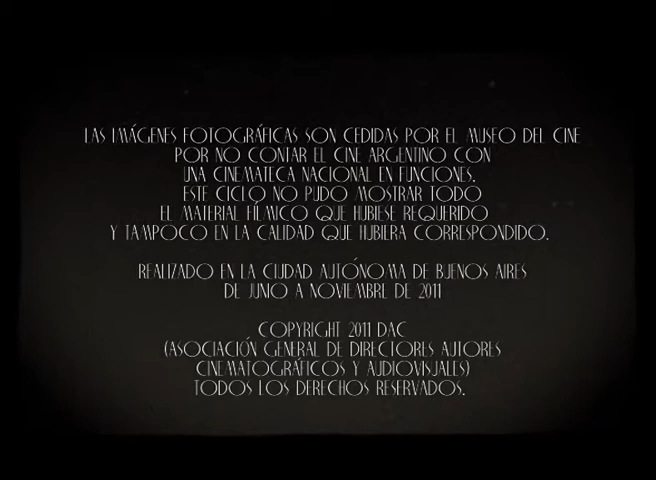 LAS IMÁGENES FOTOGRÁFICAS SON CEDIDAS POR EL MUSEO DEL CINE
POR NO CONTAR EL CINE ARGENTINO CON
UNA CINEMATECA NACIONAL EN FUNCIONES,
ESTE CICLO NO PUDO MOSTRAR TODO
EL MATERIAL FÍLMICO QUE HUBIESE REQUERIDO
Y TAMPOCO EN LA CALIDAD QUE HUBIERA CORRESPONDIDO.
REALIZADO EN LA CIUDAD AUTÓNOMA DE BUENOS AIRES
DE JUNIO A NOVIEMBRE DE 2011
COPYRIGHT 2011 DAC
(ASOCIACIÓN GENERAL DE DIRECTORES AUTORES
CINEMATOGRÁFICOS Y AUDIOVISUALES)
TODOS LOS DERECHOS RESERVADOS.